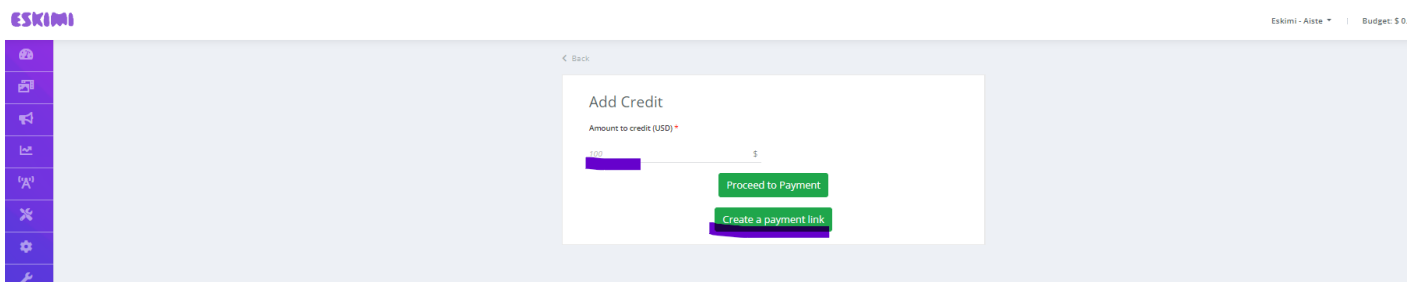 ESKIMI
Eskimi - Aiste
Budget: $ 0.
Back
Add Credit
Amount to credit (USD) *
100 $
Proceed to Payment
Create a payment link